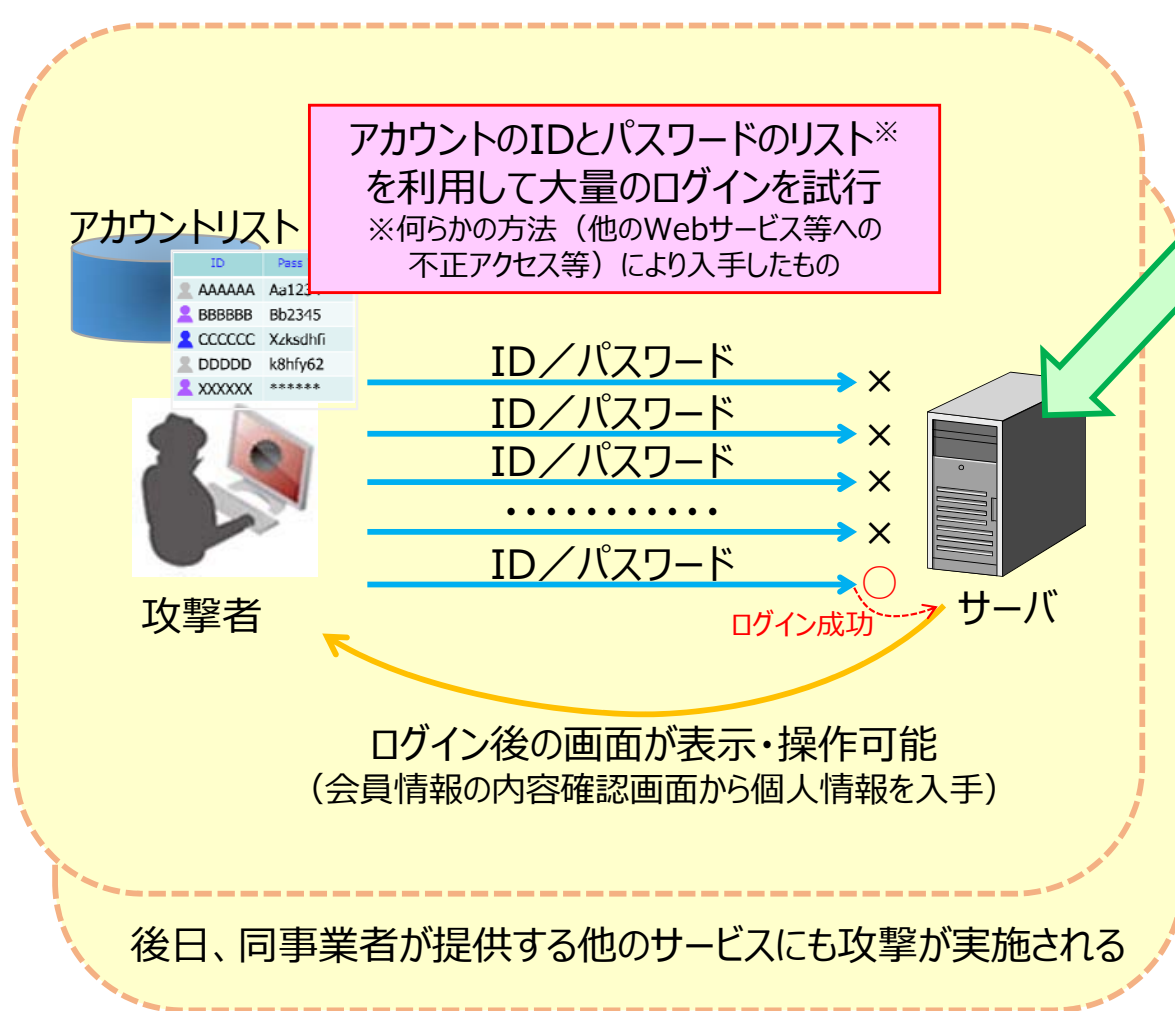 アカウントのIDとパスワードのリスト※
を利用して大量のログインを試行
※何らかの方法（他のWebサービス等への
不正アクセス等）により入手したもの
アカウントリスト
ID Pass
AAAAAA Aa1234
BBBBBB Bb2345
CCCCCC Xzksdhfi
DDDDD k8hfy62
XXXXXX ******
ID／パスワード ×
ID／パスワード ×
ID／パスワード ×
・・・・・・・・・・・ ×
ID／パスワード ○
ログイン成功
攻撃者
サーバ
ログイン後の画面が表示・操作可能
（会員情報の内容確認画面から個人情報を入手）
後日、同事業者が提供する他のサービスにも攻撃が実施される